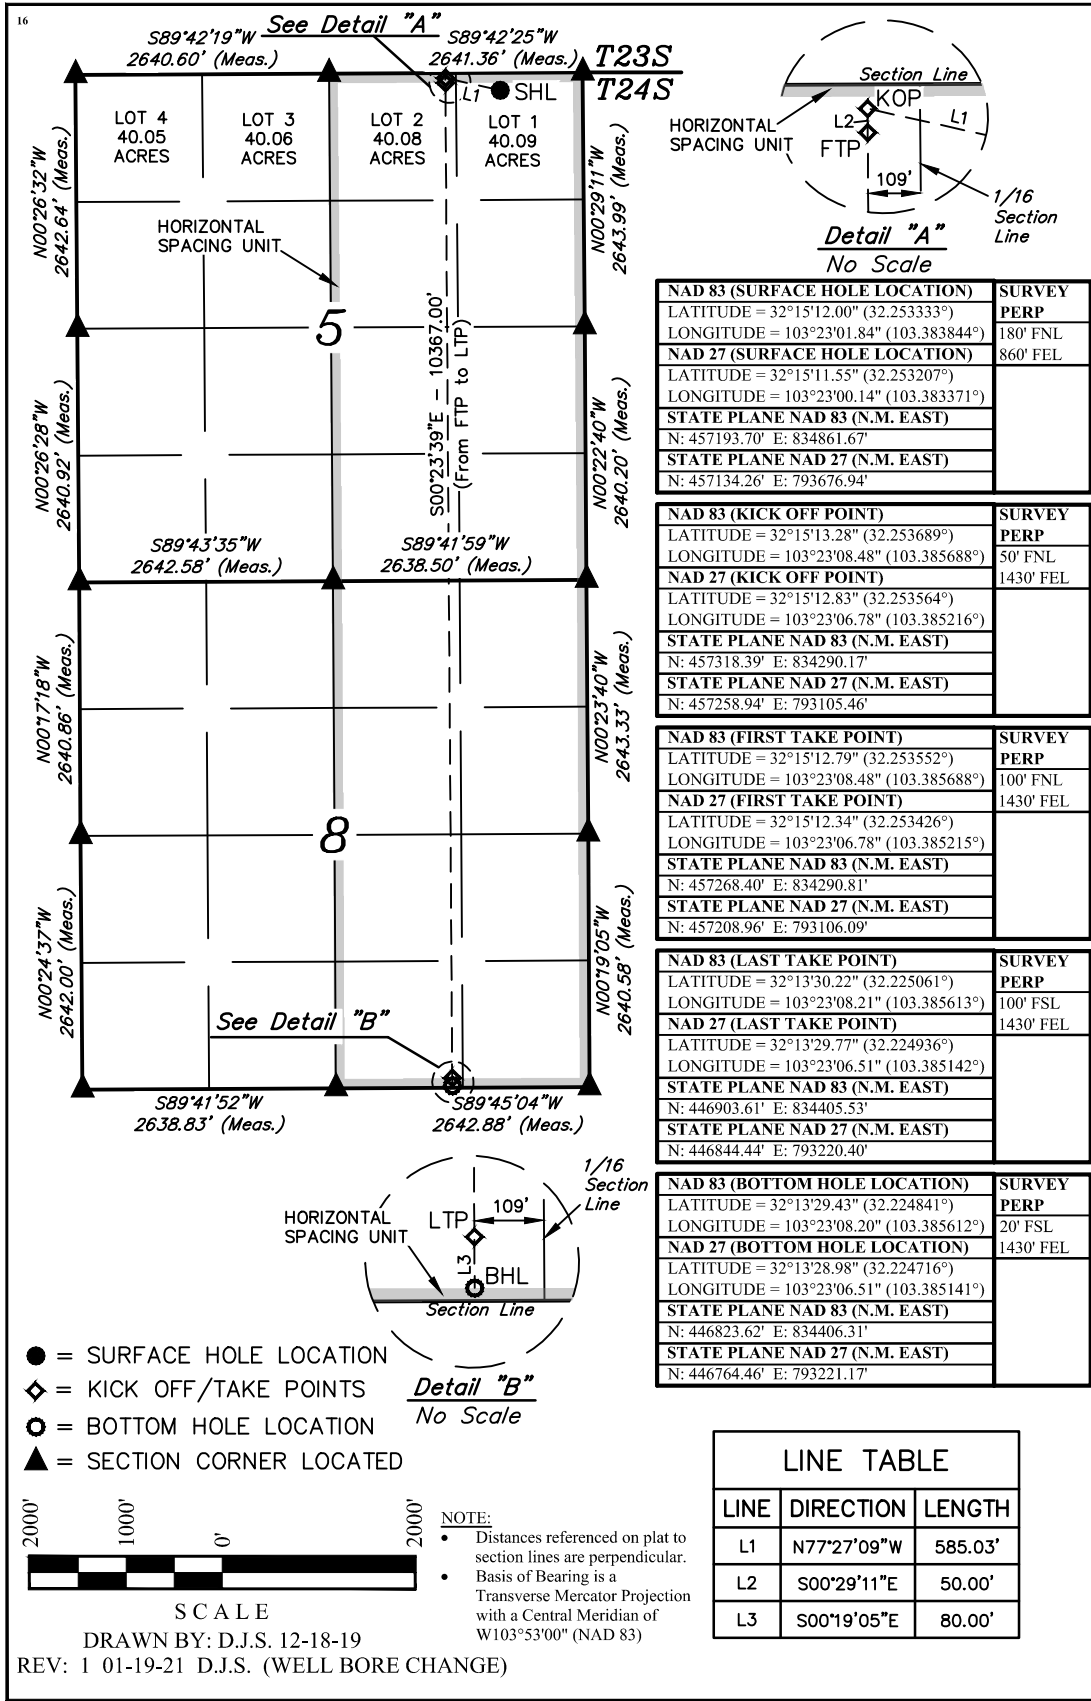 16
See Detail "A"
S89°42'19"W
2640.60' (Meas.)
S89°42'25"W
2641.36' (Meas.)
T23S
T24S
L1
SHL
LOT 4
40.05
ACRES
LOT 3
40.06
ACRES
LOT 2
40.08
ACRES
LOT 1
40.09
ACRES
N00°26'32"W
2642.64' (Meas.)
N00°29'11"W
2643.99' (Meas.)
HORIZONTAL
SPACING UNIT
5
S00°23'39"E - 10367.00'
(From FTP to LTP)
N00°26'28"W
2640.92' (Meas.)
N00°22'40"W
2640.20' (Meas.)
S89°43'35"W
2642.58' (Meas.)
S89°41'59"W
2638.50' (Meas.)
N00°17'18"W
2640.86' (Meas.)
N00°23'40"W
2643.33' (Meas.)
8
N00°24'37"W
2642.00' (Meas.)
N00°19'05"W
2640.58' (Meas.)
See Detail "B"
S89°41'52"W
2638.83' (Meas.)
S89°45'04"W
2642.88' (Meas.)
Section Line
KOP
L1
HORIZONTAL
SPACING UNIT
L2
FTP
109'
1/16
Section
Line
Detail "A"
No Scale
NAD 83 (SURFACE HOLE LOCATION) SURVEY
LATITUDE = 32°15'12.00" (32.253333°) PERP
LONGITUDE = 103°23'01.84" (103.383844°) 180' FNL
NAD 27 (SURFACE HOLE LOCATION) 860' FEL
LATITUDE = 32°15'11.55" (32.253207°)
LONGITUDE = 103°23'00.14" (103.383371°)
STATE PLANE NAD 83 (N.M. EAST)
N: 457193.70' E: 834861.67'
STATE PLANE NAD 27 (N.M. EAST)
N: 457134.26' E: 793676.94'
NAD 83 (KICK OFF POINT) SURVEY
LATITUDE = 32°15'13.28" (32.253689°) PERP
LONGITUDE = 103°23'08.48" (103.385688°) 50' FNL
NAD 27 (KICK OFF POINT) 1430' FEL
LATITUDE = 32°15'12.83" (32.253564°)
LONGITUDE = 103°23'06.78" (103.385216°)
STATE PLANE NAD 83 (N.M. EAST)
N: 457318.39' E: 834290.17'
STATE PLANE NAD 27 (N.M. EAST)
N: 457258.94' E: 793105.46'
NAD 83 (FIRST TAKE POINT) SURVEY
LATITUDE = 32°15'12.79" (32.253552°) PERP
LONGITUDE = 103°23'08.48" (103.385688°) 100' FNL
NAD 27 (FIRST TAKE POINT) 1430' FEL
LATITUDE = 32°15'12.34" (32.253426°)
LONGITUDE = 103°23'06.78" (103.385215°)
STATE PLANE NAD 83 (N.M. EAST)
N: 457268.40' E: 834290.81'
STATE PLANE NAD 27 (N.M. EAST)
N: 457208.96' E: 793106.09'
NAD 83 (LAST TAKE POINT) SURVEY
LATITUDE = 32°13'30.22" (32.225061°) PERP
LONGITUDE = 103°23'08.21" (103.385613°) 100' FSL
NAD 27 (LAST TAKE POINT) 1430' FEL
LATITUDE = 32°13'29.77" (32.224936°)
LONGITUDE = 103°23'06.51" (103.385142°)
STATE PLANE NAD 83 (N.M. EAST)
N: 446903.61' E: 834405.53'
STATE PLANE NAD 27 (N.M. EAST)
N: 446844.44' E: 793220.40'
NAD 83 (BOTTOM HOLE LOCATION) SURVEY
LATITUDE = 32°13'29.43" (32.224841°) PERP
LONGITUDE = 103°23'08.20" (103.385612°) 20' FSL
NAD 27 (BOTTOM HOLE LOCATION) 1430' FEL
LATITUDE = 32°13'28.98" (32.224716°)
LONGITUDE = 103°23'06.51" (103.385141°)
STATE PLANE NAD 83 (N.M. EAST)
N: 446823.62' E: 834406.31'
STATE PLANE NAD 27 (N.M. EAST)
N: 446764.46' E: 793221.17'
1/16
Section
Line
109'
LTP
HORIZONTAL
SPACING UNIT
L3
BHL
Section Line
Detail "B"
No Scale
= SURFACE HOLE LOCATION
= KICK OFF/TAKE POINTS
= BOTTOM HOLE LOCATION
= SECTION CORNER LOCATED
2000' 1000' 0' 2000'
SCALE
DRAWN BY: D.J.S. 12-18-19
REV: 1 01-19-21 D.J.S. (WELL BORE CHANGE)
NOTE:
• Distances referenced on plat to
section lines are perpendicular.
• Basis of Bearing is a
Transverse Mercator Projection
with a Central Meridian of
W103°53'00" (NAD 83)
LINE TABLE
LINE DIRECTION LENGTH
L1 N77°27'09"W 585.03'
L2 S00°29'11"E 50.00'
L3 S00°19'05"E 80.00'